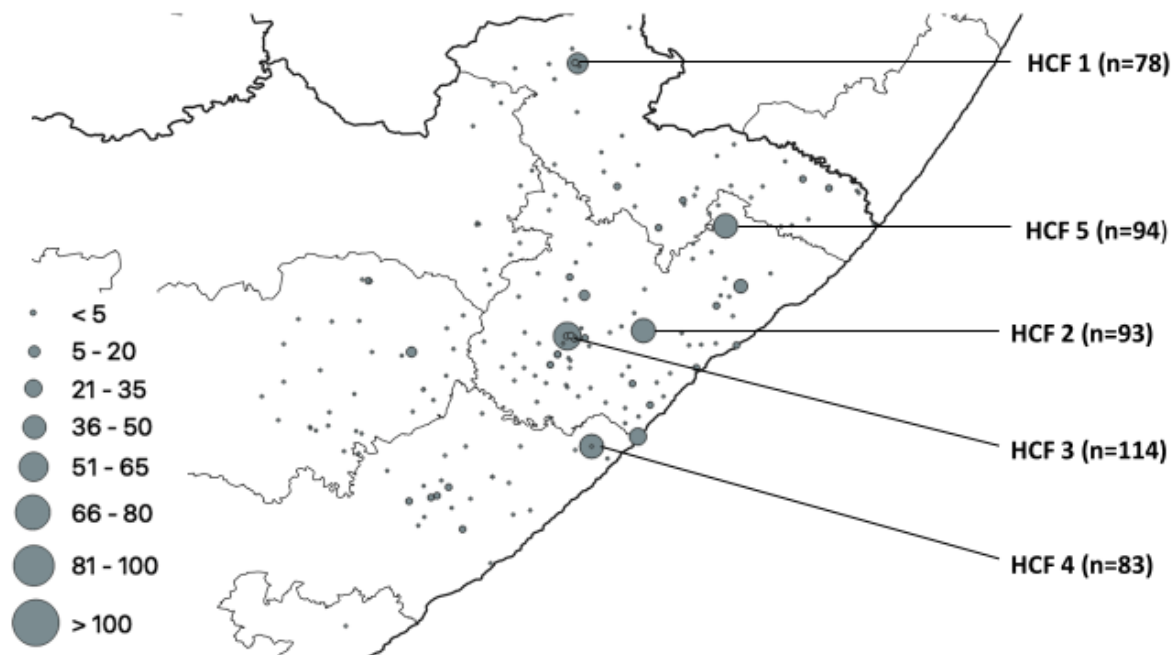 HCF 1 (n=78)
HCF 5 (n=94)
< 5
5 - 20
HCF 2 (n=93)
21 - 35
36 - 50
HCF 3 (n=114)
51 - 65
66 - 80
81 - 100
HCF 4 (n=83)
> 100